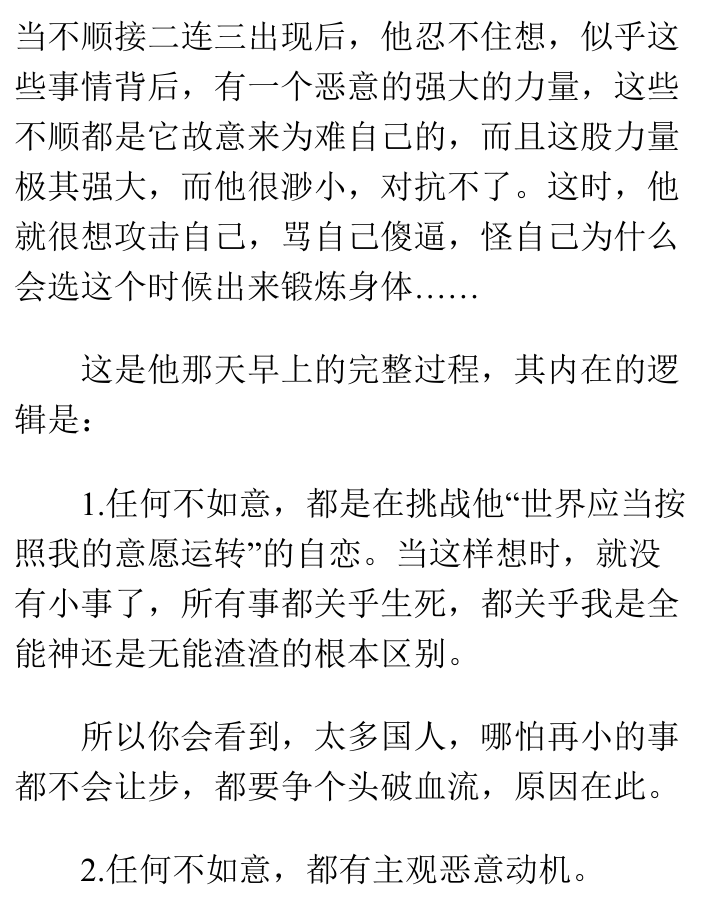 当不顺接二连三出现后，他忍不住想，似乎这
些事情背后，有一个恶意的强大的力量，这些
不顺都是它故意来为难自己的，而且这股力量
极其强大，而他很渺小，对抗不了。这时，他
就很想攻击自己，骂自己傻逼，怪自己为什么
会选这个时候出来锻炼身体……
这是他那天早上的完整过程，其内在的逻
辑是：
1.任何不如意，都是在挑战他“世界应当按
照我的意愿运转”的自恋。当这样想时，就没
有小事了，所有事都关乎生死，都关乎我是全
能神还是无能渣渣的根本区别。
所以你会看到，太多国人，哪怕再小的事
都不会让步，都要争个头破血流，原因在此。
2.任何不如意，都有主观恶意动机。